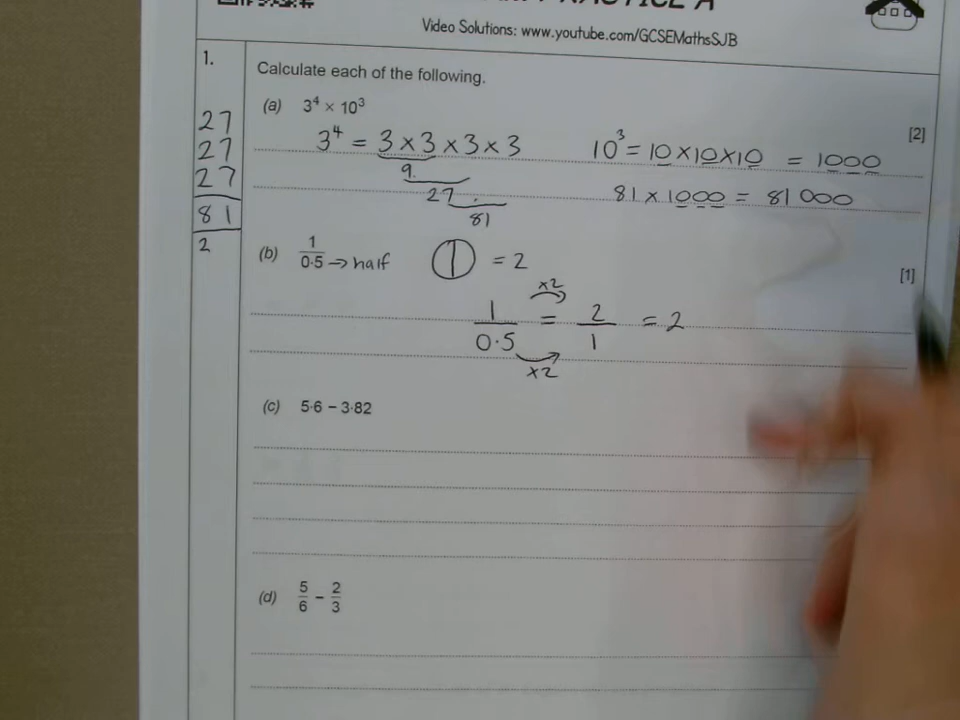 PRACTICE A
Video Solutions: www.youtube.com/GCSEMathsSJB
1.
Calculate each of the following.
(a) 3⁴ × 10³
[2]
27
27
27
81
2
3⁴ = 3 × 3 × 3 × 3
9
27
81
10³ = 10 × 10 × 10 = 1000
81 × 1000 = 81 000
(b) 1/0·5 → half
= 2
[1]
×2
1/0·5 = 2/1 = 2
×2
(c) 5·6 − 3·82
(d) 5/6 − 2/3